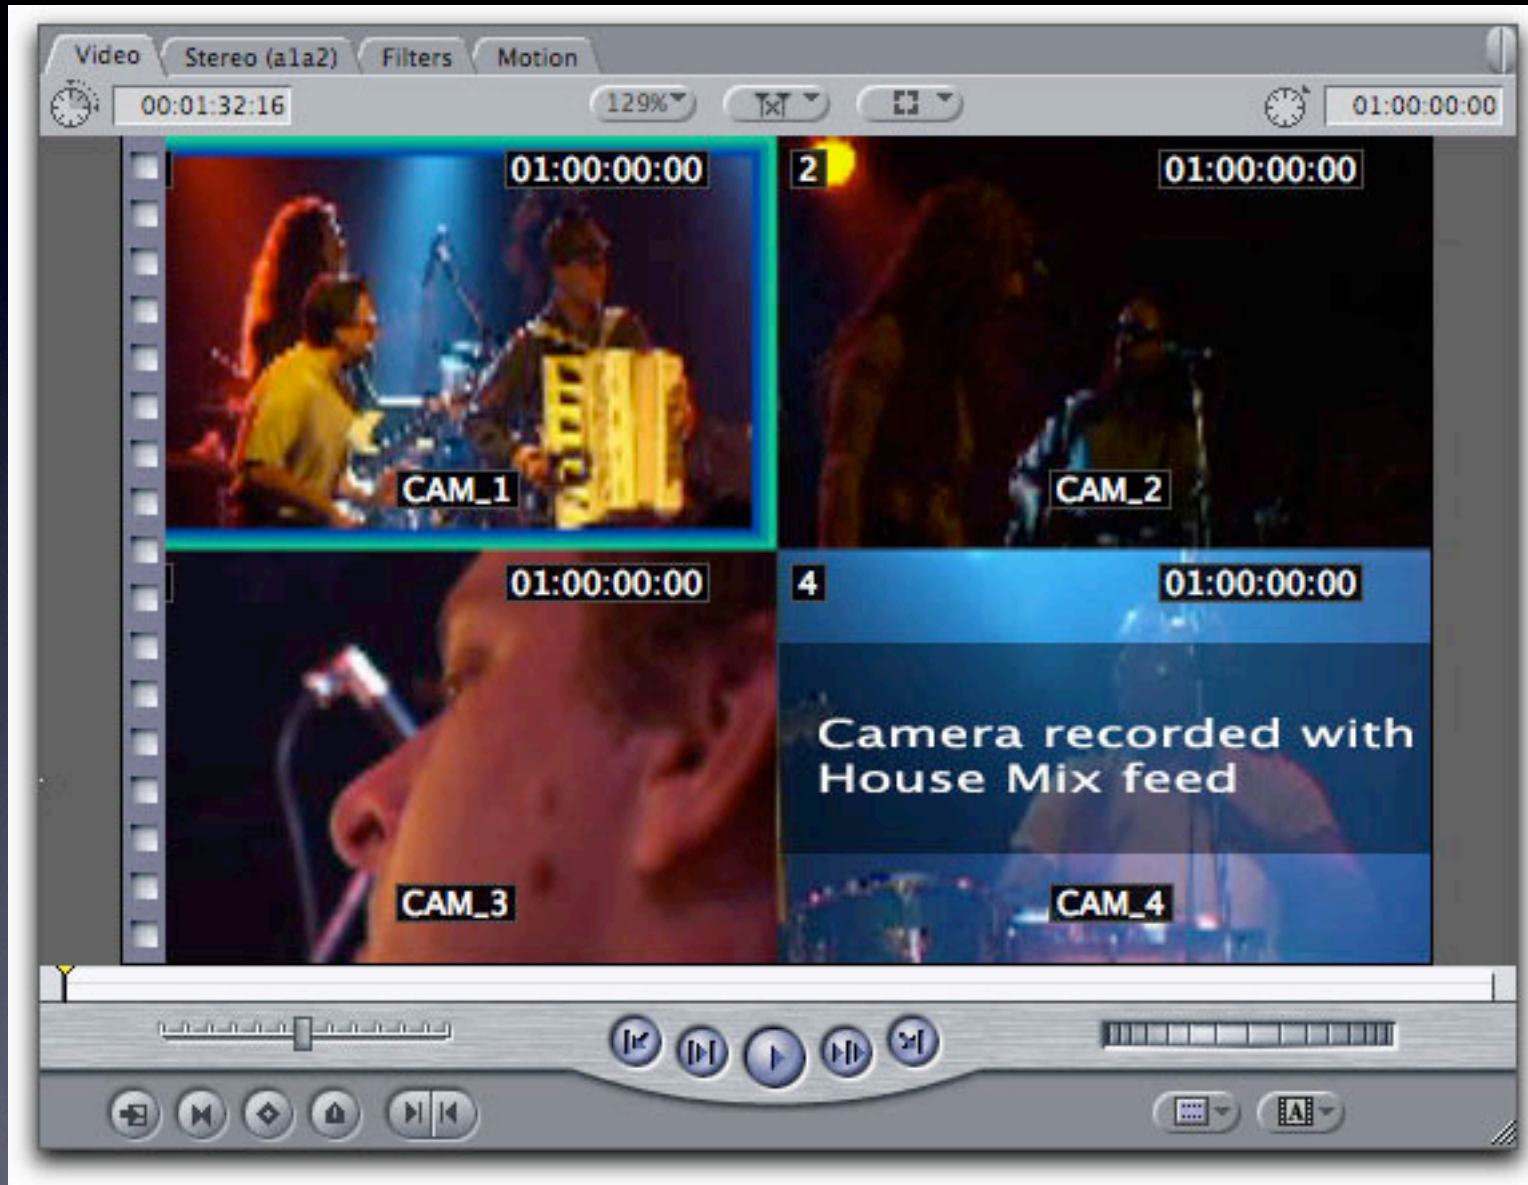 Video Stereo (a1a2) Filters Motion
00:01:32:16 129% 01:00:00:00
01:00:00:00
2 01:00:00:00
CAM_1
CAM_2
01:00:00:00
4 01:00:00:00
Camera recorded with
House Mix feed
CAM_3
CAM_4
A